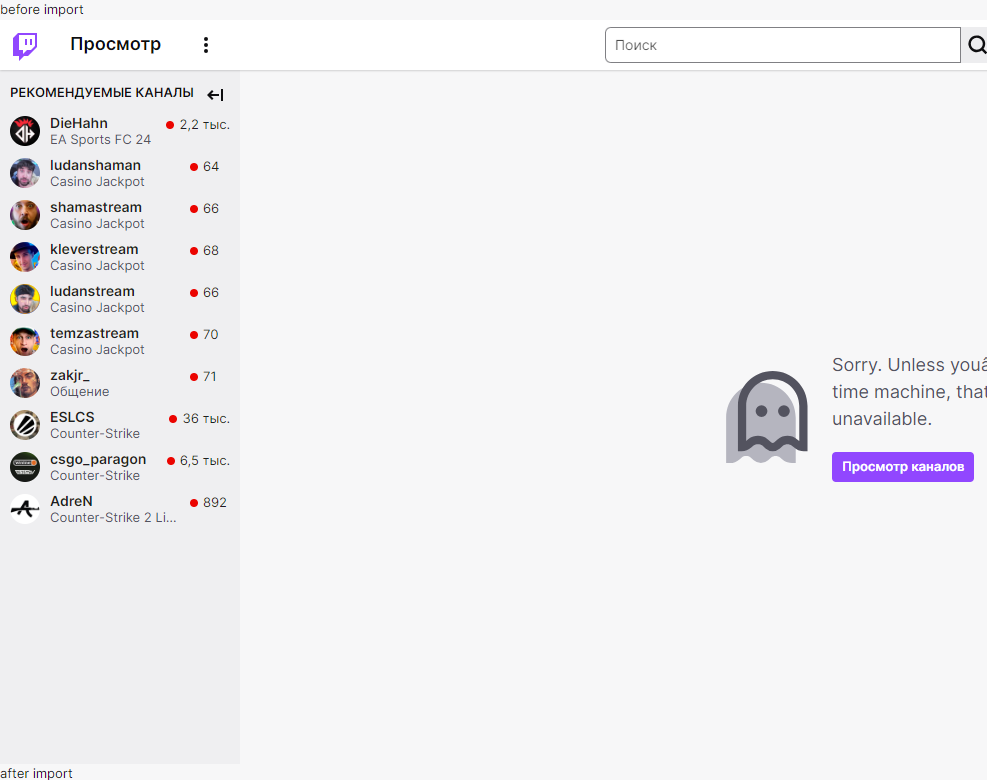 before import
Просмотр
Поиск
РЕКОМЕНДУЕМЫЕ КАНАЛЫ
DieHahn 2,2 тыс.
EA Sports FC 24
ludanshaman 64
Casino Jackpot
shamastream 66
Casino Jackpot
kleverstream 68
Casino Jackpot
ludanstream 66
Casino Jackpot
temzastream 70
Casino Jackpot
zakjr_ 71
Общение
ESLCS 36 тыс.
Counter-Strike
csgo_paragon 6,5 тыс.
Counter-Strike
AdreN 892
Counter-Strike 2 Li...
Sorry. Unless youâ
time machine, that
unavailable.
Просмотр каналов
after import